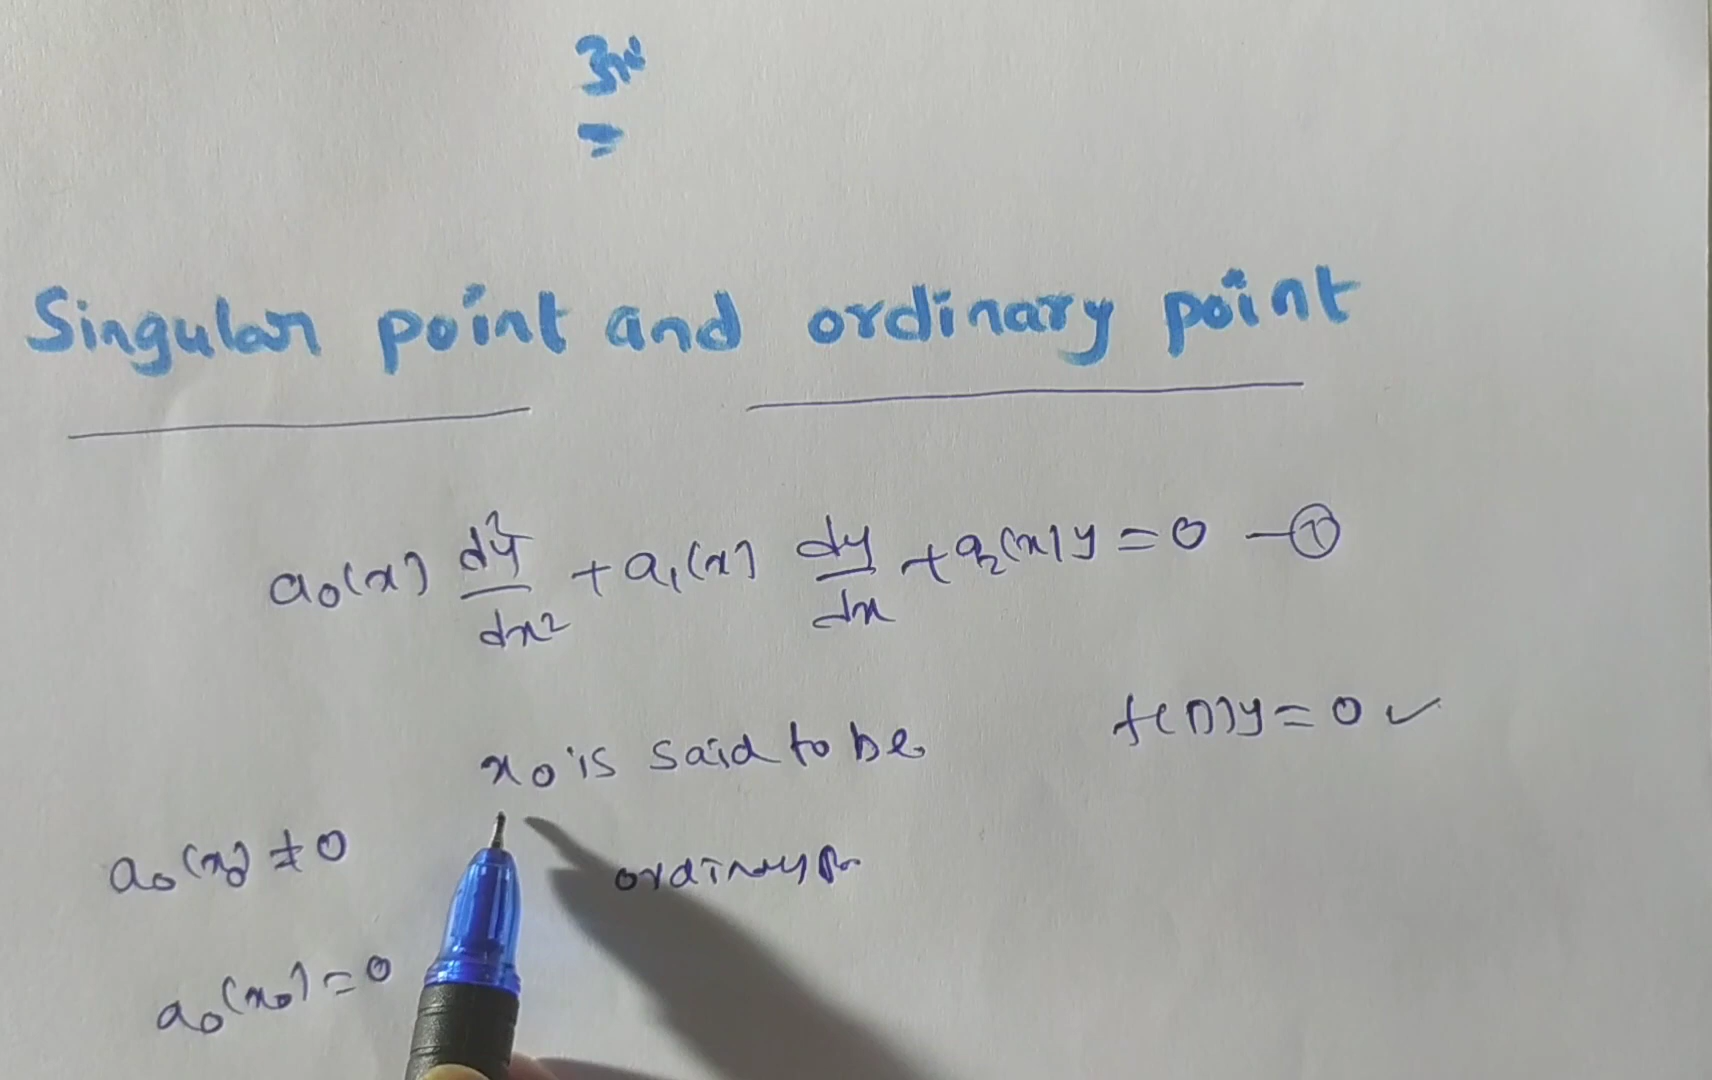 Singular point and ordinary point
a₀(x) d²y/dx² + a₁(x) dy/dx + a₂(x)y = 0 — ①
x₀ is said to be
f(D)y = 0 ✓
a₀(x₀) ≠ 0
a₀(x₀) = 0